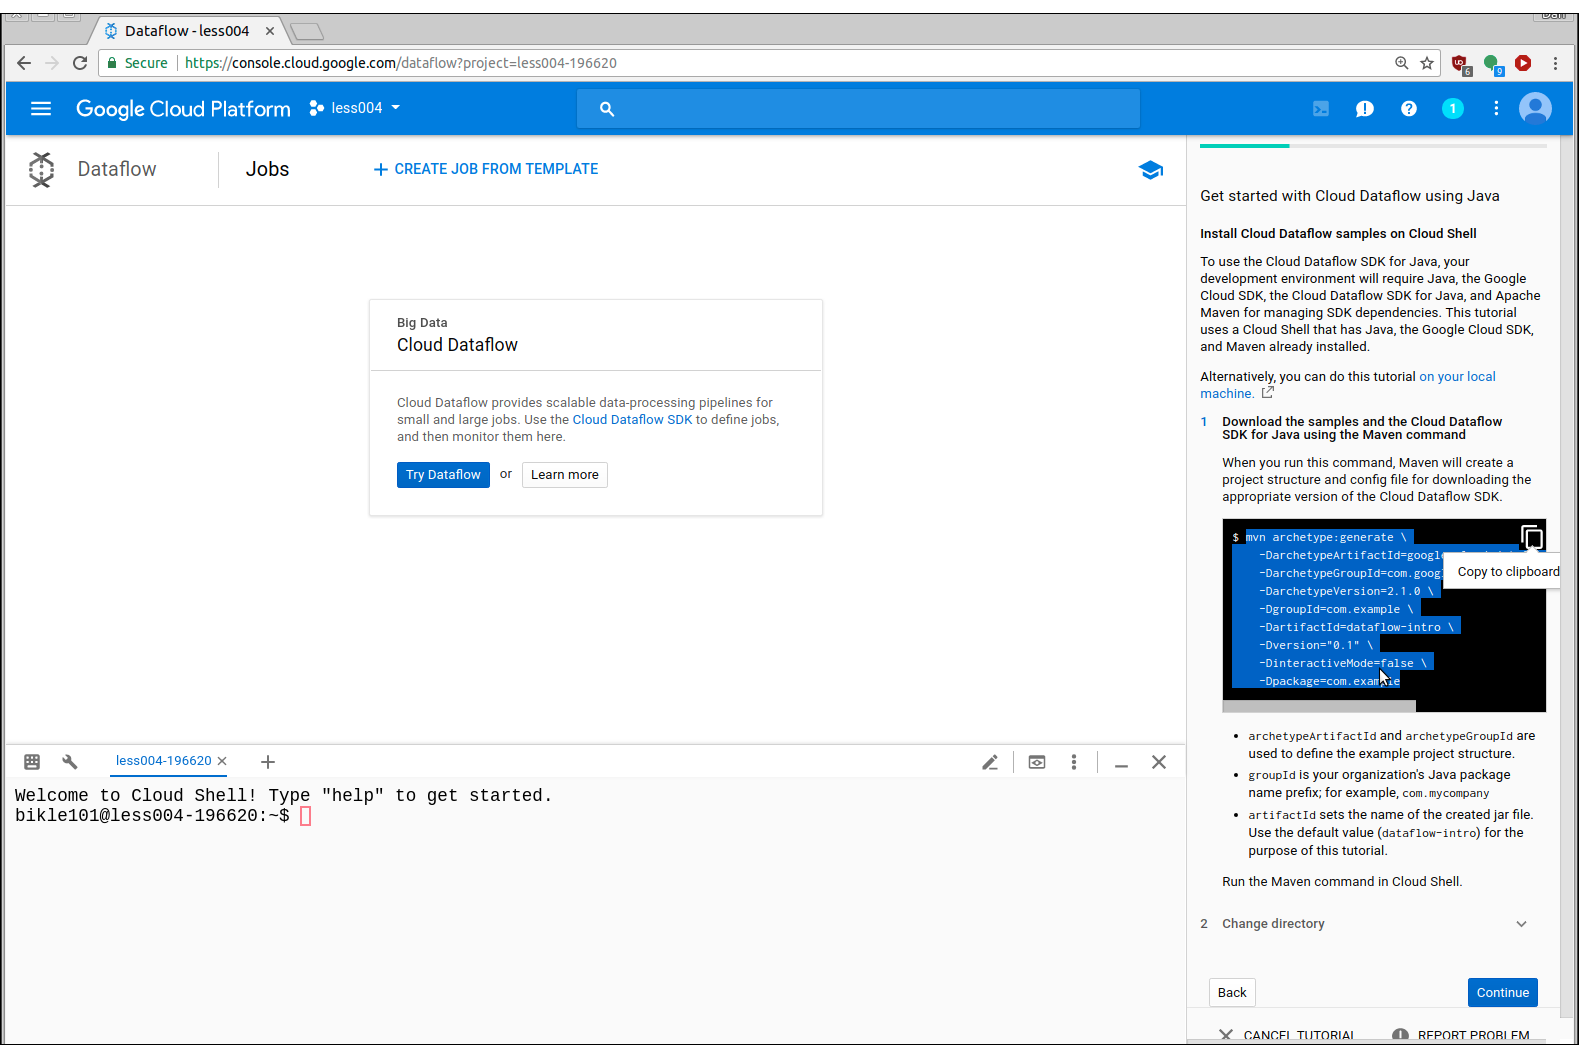 Dan
Dataflow - less004
Secure
https://console.cloud.google.com/dataflow?project=less004-196620
6
9
Google Cloud Platform
less004
1
Dataflow
Jobs
CREATE JOB FROM TEMPLATE
Big Data
Cloud Dataflow
Cloud Dataflow provides scalable data-processing pipelines for
small and large jobs. Use the Cloud Dataflow SDK to define jobs,
and then monitor them here.
Try Dataflow
or
Learn more
less004-196620
Welcome to Cloud Shell! Type "help" to get started.
bikle101@less004-196620:~$
Get started with Cloud Dataflow using Java
Install Cloud Dataflow samples on Cloud Shell
To use the Cloud Dataflow SDK for Java, your
development environment will require Java, the Google
Cloud SDK, the Cloud Dataflow SDK for Java, and Apache
Maven for managing SDK dependencies. This tutorial
uses a Cloud Shell that has Java, the Google Cloud SDK,
and Maven already installed.
Alternatively, you can do this tutorial on your local
machine.
1 Download the samples and the Cloud Dataflow
SDK for Java using the Maven command
When you run this command, Maven will create a
project structure and config file for downloading the
appropriate version of the Cloud Dataflow SDK.
$ mvn archetype:generate \
-DarchetypeArtifactId=google
-DarchetypeGroupId=com.goog
-DarchetypeVersion=2.1.0 \
-DgroupId=com.example \
-DartifactId=dataflow-intro \
-Dversion="0.1" \
-DinteractiveMode=false \
-Dpackage=com.example
Copy to clipboard
• archetypeArtifactId and archetypeGroupId are
used to define the example project structure.
• groupId is your organization's Java package
name prefix; for example, com.mycompany
• artifactId sets the name of the created jar file.
Use the default value (dataflow-intro) for the
purpose of this tutorial.
Run the Maven command in Cloud Shell.
2 Change directory
Back
Continue
CANCEL TUTORIAL
REPORT PROBLEM